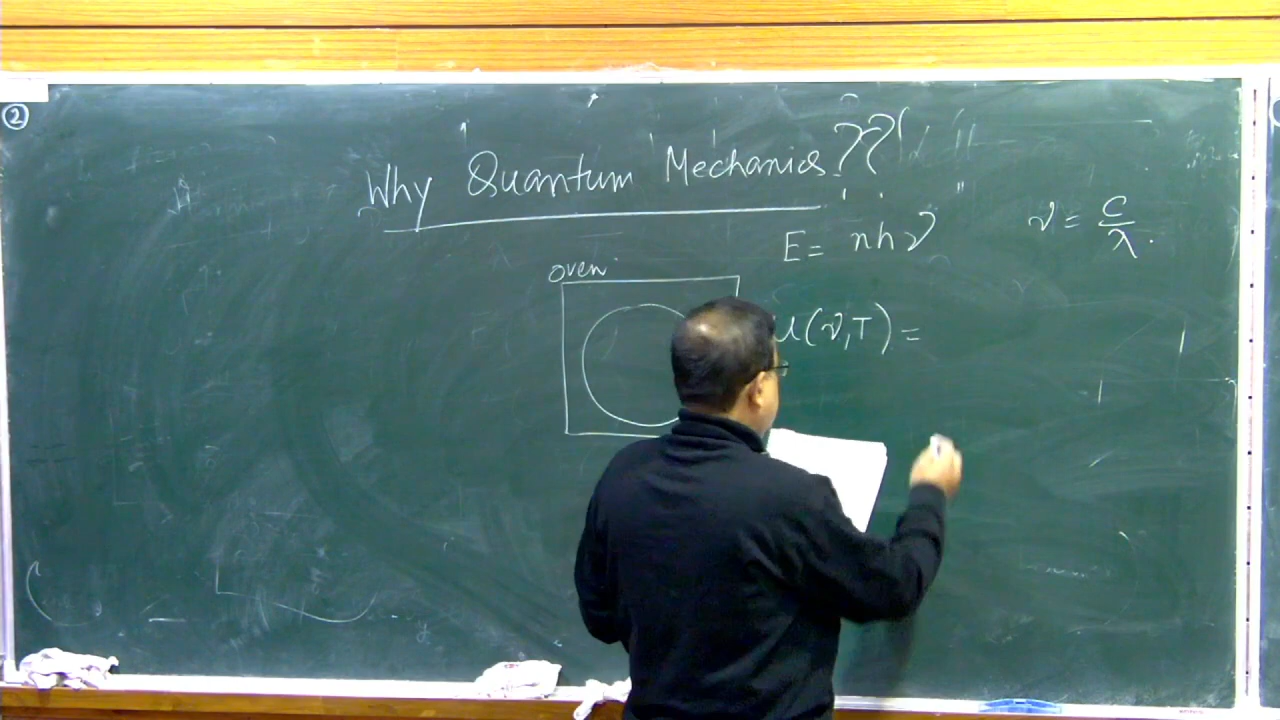 ②
Why Quantum Mechanics ??
E = nhν
ν = c/λ.
oven
u(ν,T) =